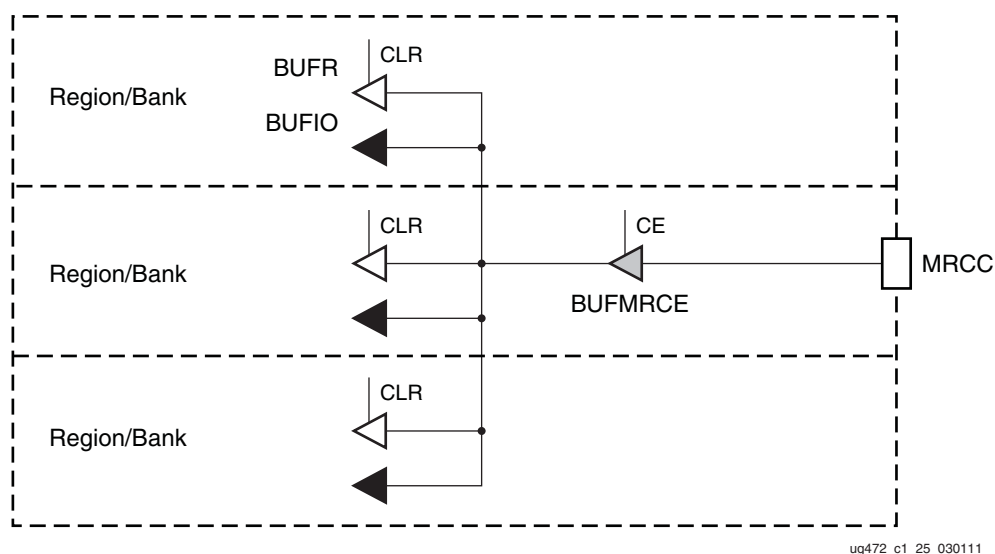 CLR
BUFR
Region/Bank
BUFIO
CLR
CE
Region/Bank
MRCC
BUFMRCE
CLR
Region/Bank
ug472_c1_25_030111